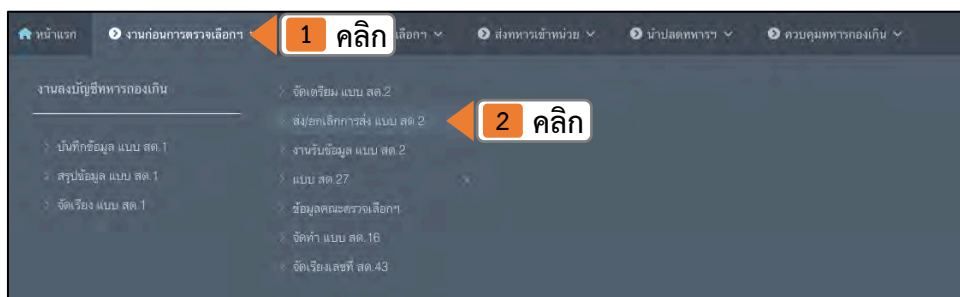 หน้าแรก งานก่อนการตรวจเลือกฯ 1 คลิก เลือกฯ ส่งทหารเข้าหน่วย นำปลดทหารฯ ควบคุมทหารกองเกิน
งานลงบัญชีทหารกองเกิน
บันทึกข้อมูล แบบ สด.1
สรุปข้อมูล แบบ สด.1
จัดเรียง แบบ สด.1
จัดเตรียม แบบ สด.2
ส่ง/ยกเลิกการส่ง แบบ สด.2 2 คลิก
งานรับข้อมูล แบบ สด.2
แบบ สด.27
ข้อมูลคณะตรวจเลือกฯ
จัดทำ แบบ สด.16
จัดเรียงเลขที่ สด.43